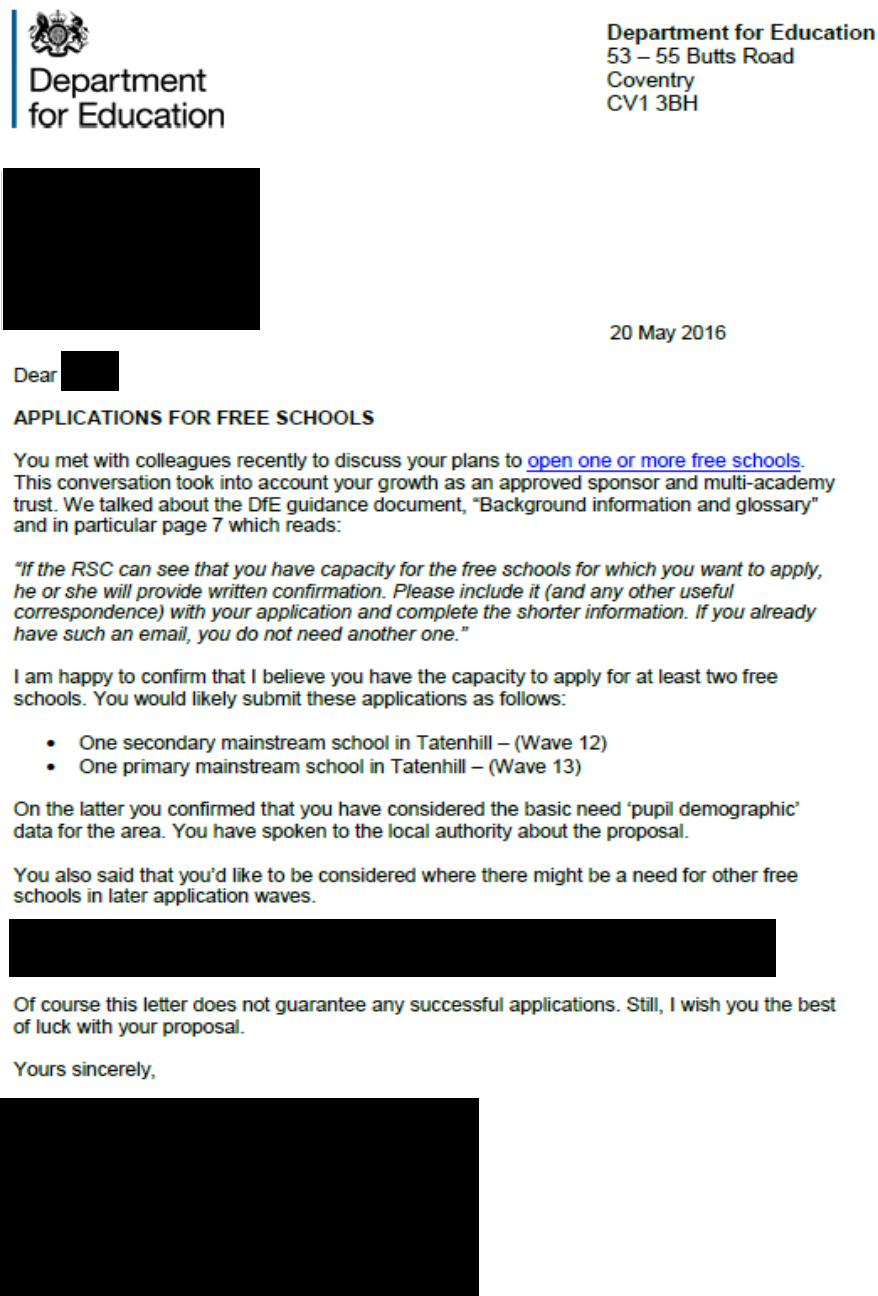 Department
for Education
Department for Education
53 – 55 Butts Road
Coventry
CV1 3BH
20 May 2016
Dear
APPLICATIONS FOR FREE SCHOOLS
You met with colleagues recently to discuss your plans to open one or more free schools.
This conversation took into account your growth as an approved sponsor and multi-academy
trust. We talked about the DfE guidance document, “Background information and glossary”
and in particular page 7 which reads:
“If the RSC can see that you have capacity for the free schools for which you want to apply,
he or she will provide written confirmation. Please include it (and any other useful
correspondence) with your application and complete the shorter information. If you already
have such an email, you do not need another one.”
I am happy to confirm that I believe you have the capacity to apply for at least two free
schools. You would likely submit these applications as follows:
• One secondary mainstream school in Tatenhill – (Wave 12)
• One primary mainstream school in Tatenhill – (Wave 13)
On the latter you confirmed that you have considered the basic need ‘pupil demographic’
data for the area. You have spoken to the local authority about the proposal.
You also said that you’d like to be considered where there might be a need for other free
schools in later application waves.
Of course this letter does not guarantee any successful applications. Still, I wish you the best
of luck with your proposal.
Yours sincerely,